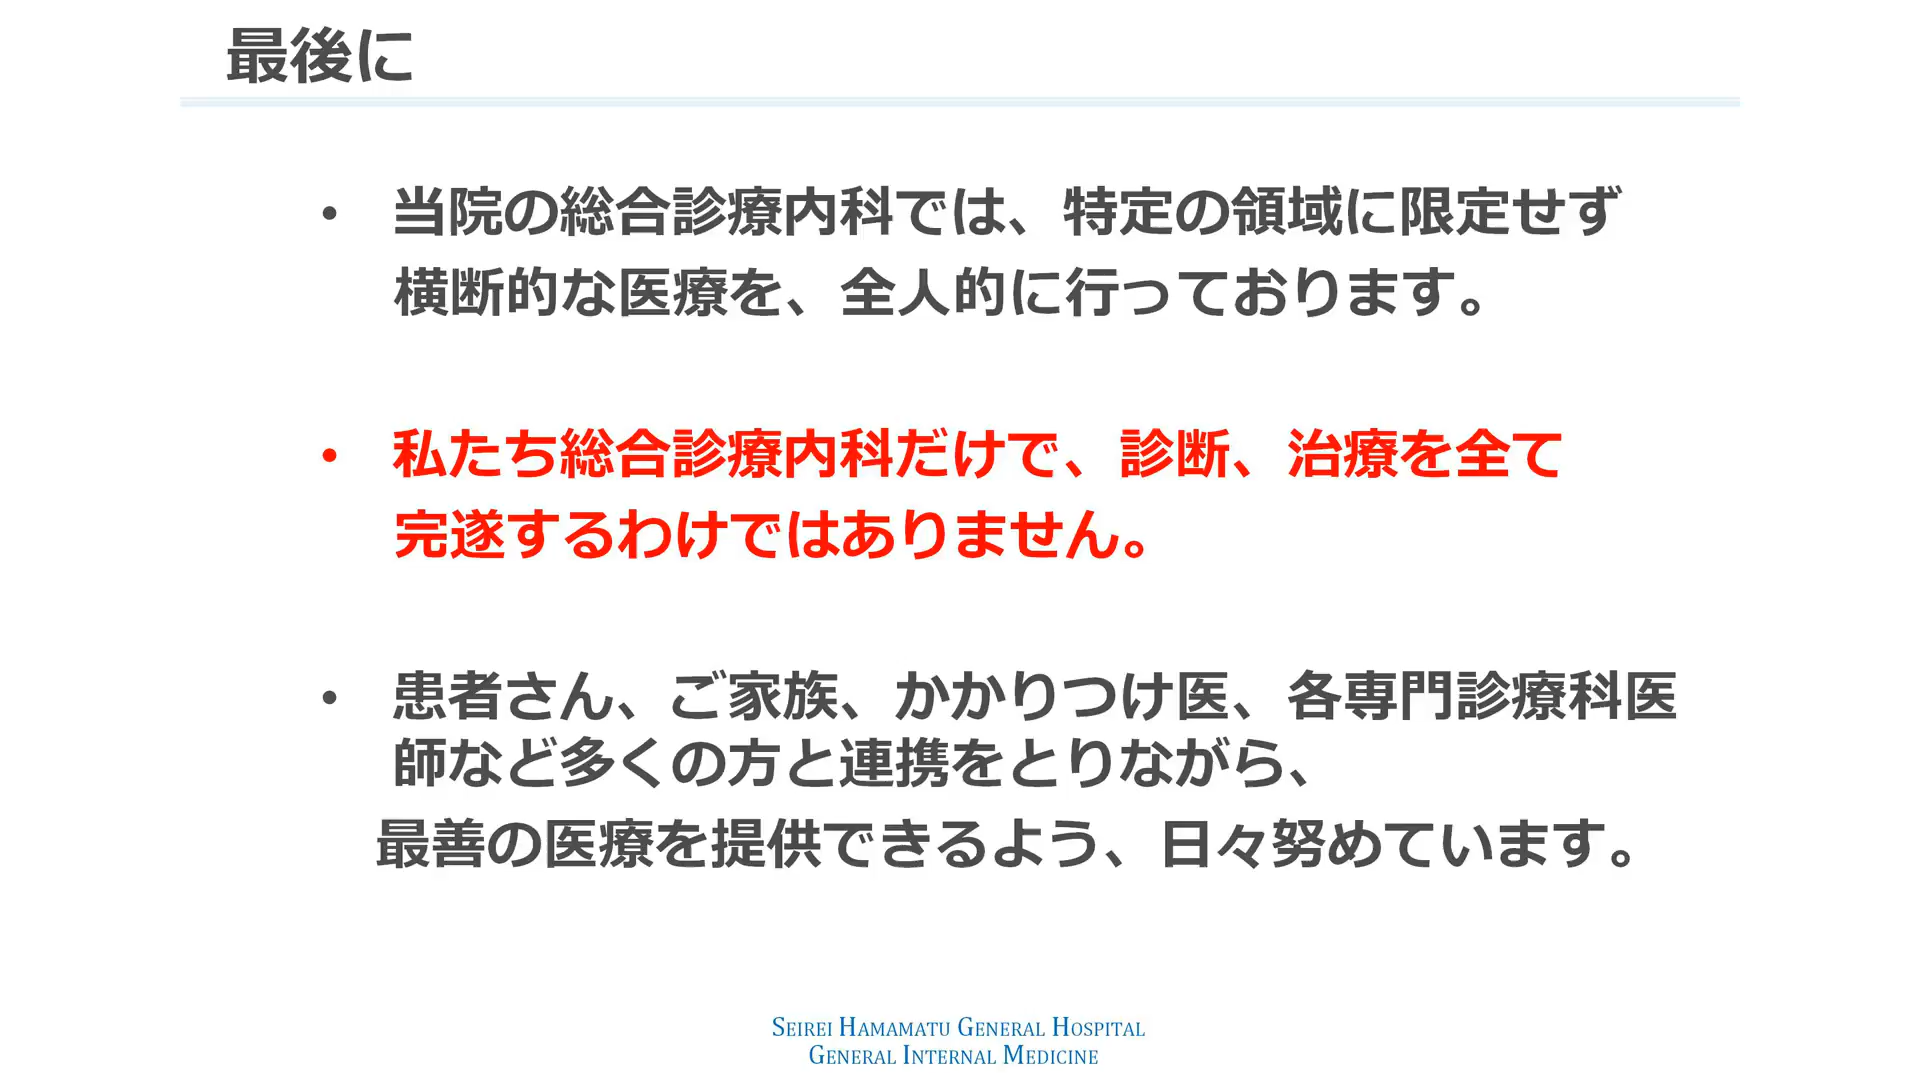 最後に
• 当院の総合診療内科では、特定の領域に限定せず
横断的な医療を、全人的に行っております。
• 私たち総合診療内科だけで、診断、治療を全て
完遂するわけではありません。
• 患者さん、ご家族、かかりつけ医、各専門診療科医
師など多くの方と連携をとりながら、
最善の医療を提供できるよう、日々努めています。
SEIREI HAMAMATU GENERAL HOSPITAL
GENERAL INTERNAL MEDICINE